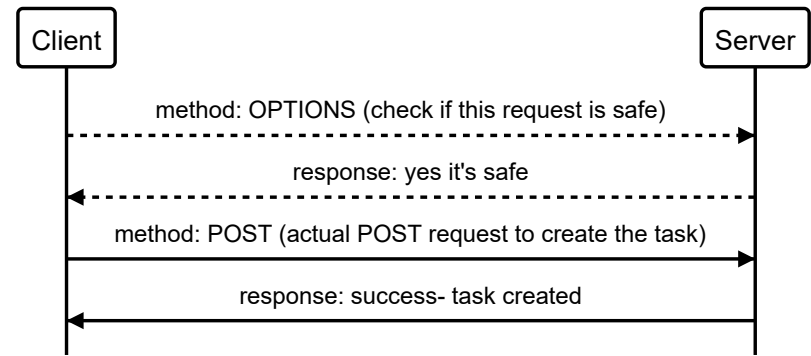 Client
Server
method: OPTIONS (check if this request is safe)
response: yes it's safe
method: POST (actual POST request to create the task)
response: success- task created